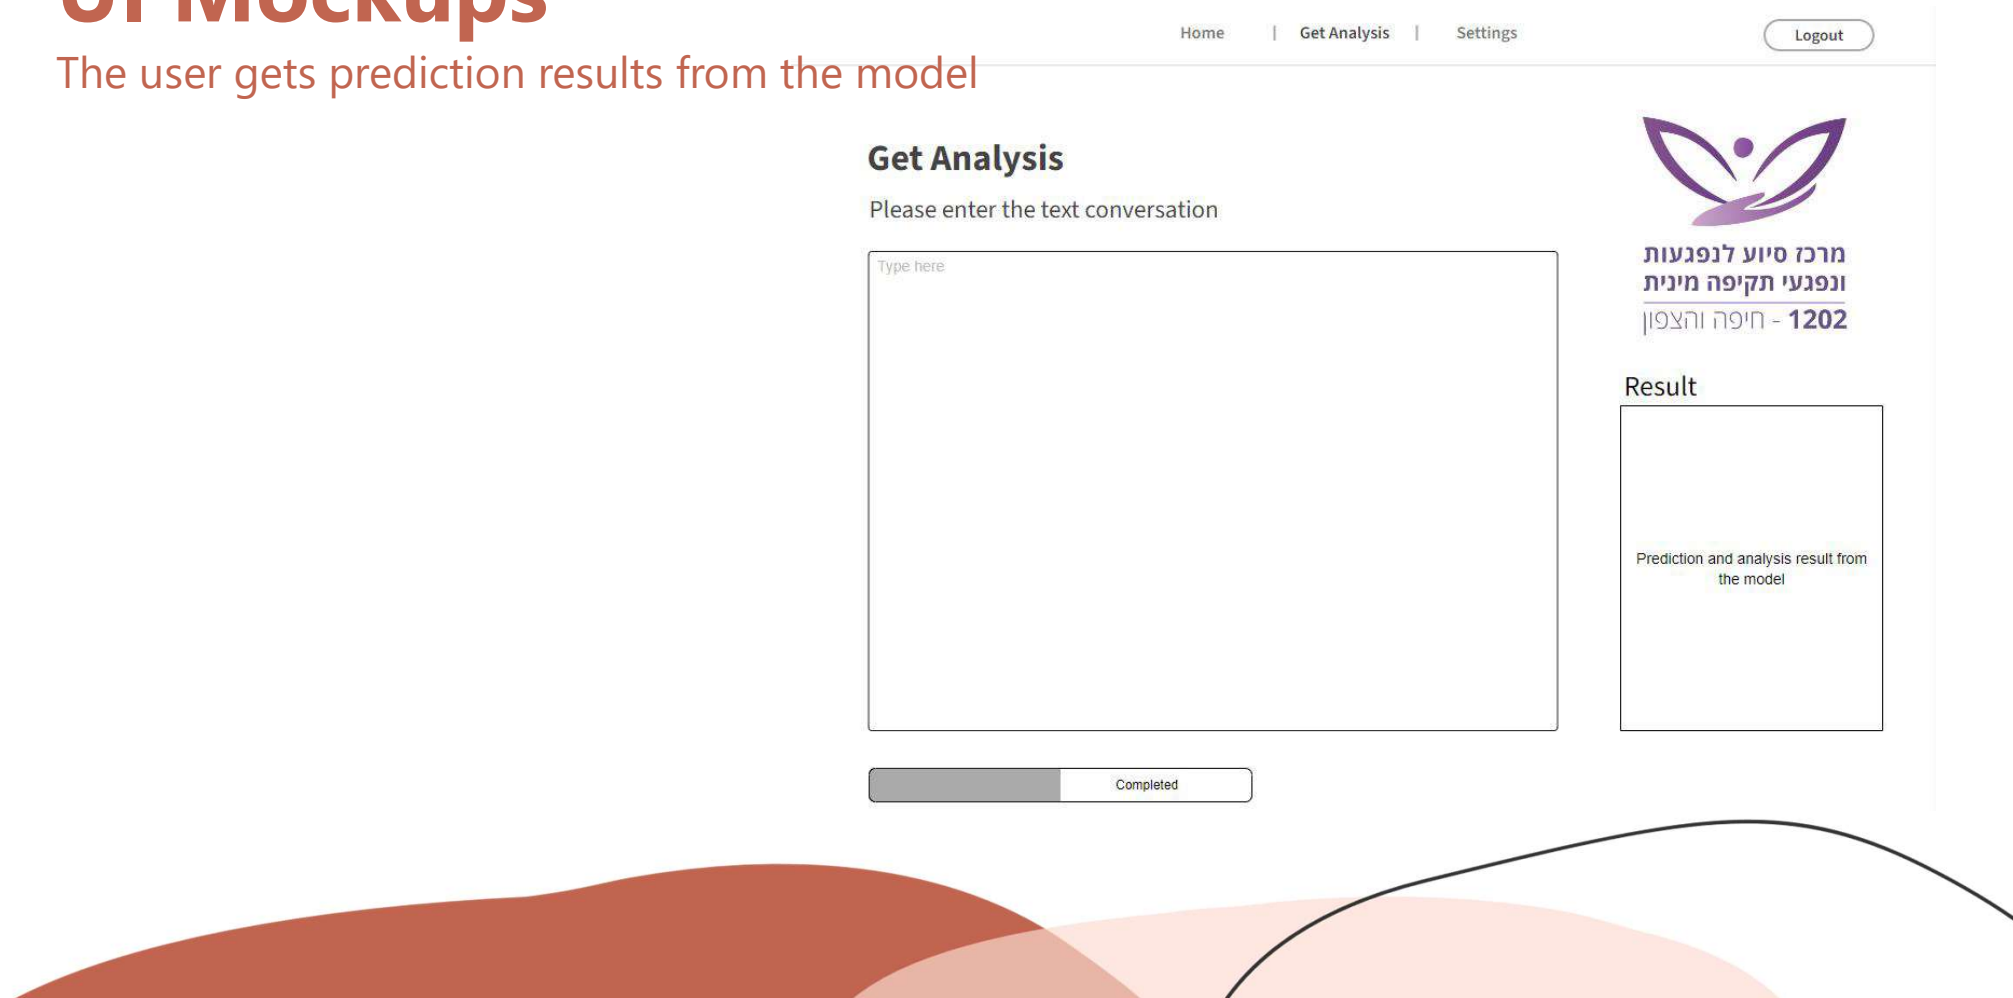 UI Mockups
The user gets prediction results from the model
Home | Get Analysis | Settings
Logout
Get Analysis
Please enter the text conversation
Type here
מרכז סיוע לנפגעות
ונפגעי תקיפה מינית
1202 - חיפה והצפון
Result
Prediction and analysis result from
the model
Completed